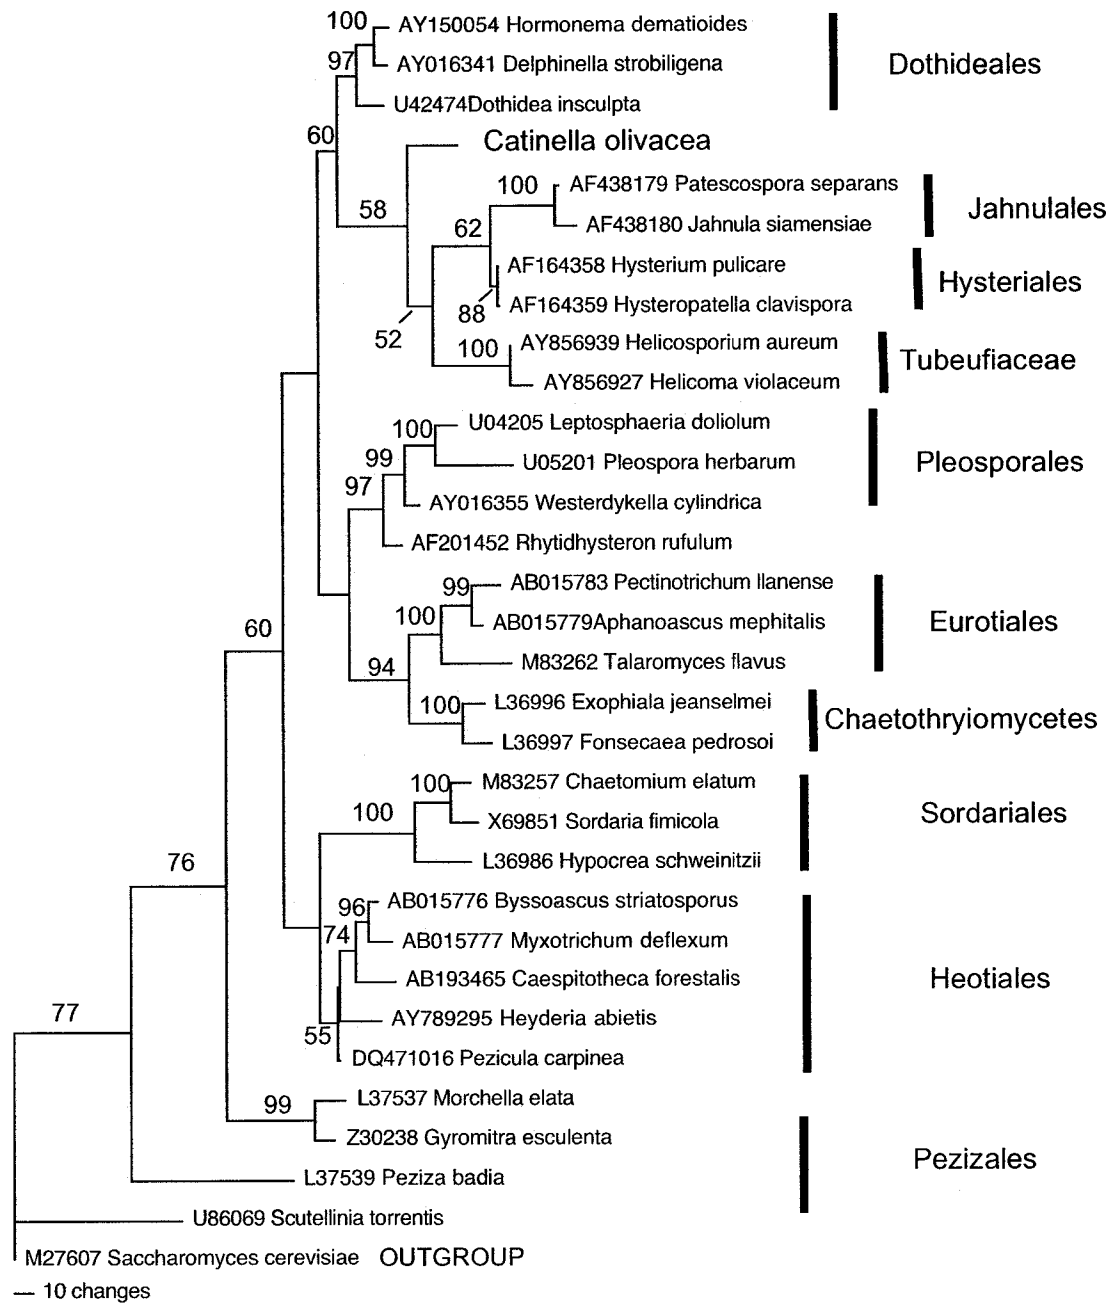 100
AY150054 Hormonema dematioides
97
AY016341 Delphinella strobiligena
Dothideales
U42474Dothidea insculpta
60
Catinella olivacea
100
AF438179 Patescospora separans
58
Jahnulales
62
AF438180 Jahnula siamensiae
AF164358 Hysterium pulicare
Hysteriales
88
AF164359 Hysteropatella clavispora
52
100
AY856939 Helicosporium aureum
Tubeufiaceae
AY856927 Helicoma violaceum
100
U04205 Leptosphaeria doliolum
99
U05201 Pleospora herbarum
Pleosporales
97
AY016355 Westerdykella cylindrica
AF201452 Rhytidhysteron rufulum
99
AB015783 Pectinotrichum llanense
100
AB015779Aphanoascus mephitalis
Eurotiales
60
94
M83262 Talaromyces flavus
100
L36996 Exophiala jeanselmei
Chaetothryiomycetes
L36997 Fonsecaea pedrosoi
100
M83257 Chaetomium elatum
100
X69851 Sordaria fimicola
Sordariales
76
L36986 Hypocrea schweinitzii
96
AB015776 Byssoascus striatosporus
74
AB015777 Myxotrichum deflexum
AB193465 Caespitotheca forestalis
Heotiales
77
55
AY789295 Heyderia abietis
DQ471016 Pezicula carpinea
99
L37537 Morchella elata
Z30238 Gyromitra esculenta
Pezizales
L37539 Peziza badia
U86069 Scutellinia torrentis
M27607 Saccharomyces cerevisiae OUTGROUP
10 changes